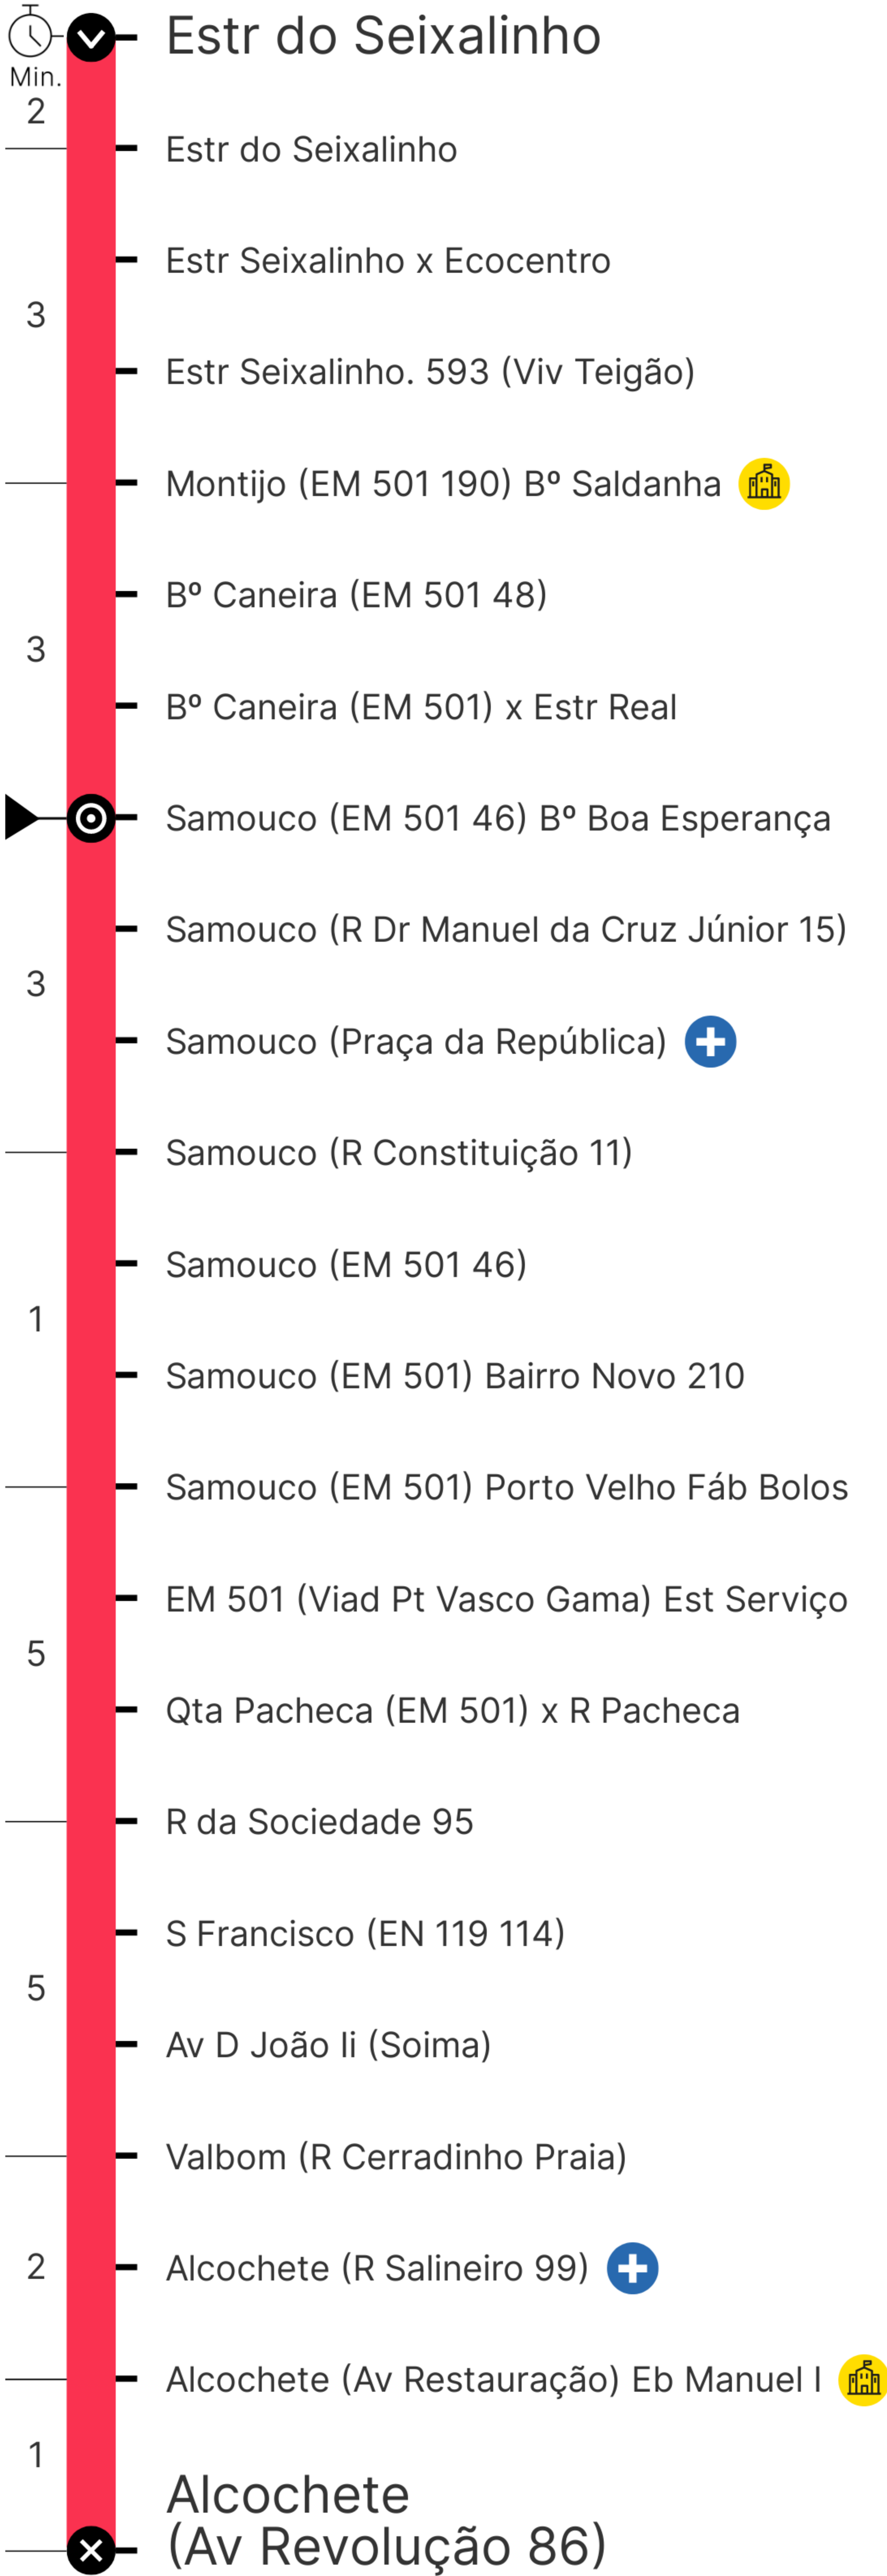 Estr do Seixalinho
Min.
2
Estr do Seixalinho
Estr Seixalinho x Ecocentro
3
Estr Seixalinho. 593 (Viv Teigão)
Montijo (EM 501 190) Bº Saldanha
Bº Caneira (EM 501 48)
3
Bº Caneira (EM 501) x Estr Real
Samouco (EM 501 46) Bº Boa Esperança
Samouco (R Dr Manuel da Cruz Júnior 15)
3
Samouco (Praça da República)
Samouco (R Constituição 11)
Samouco (EM 501 46)
1
Samouco (EM 501) Bairro Novo 210
Samouco (EM 501) Porto Velho Fáb Bolos
EM 501 (Viad Pt Vasco Gama) Est Serviço
5
Qta Pacheca (EM 501) x R Pacheca
R da Sociedade 95
S Francisco (EN 119 114)
5
Av D João Ii (Soima)
Valbom (R Cerradinho Praia)
2
Alcochete (R Salineiro 99)
Alcochete (Av Restauração) Eb Manuel I
1
Alcochete
(Av Revolução 86)